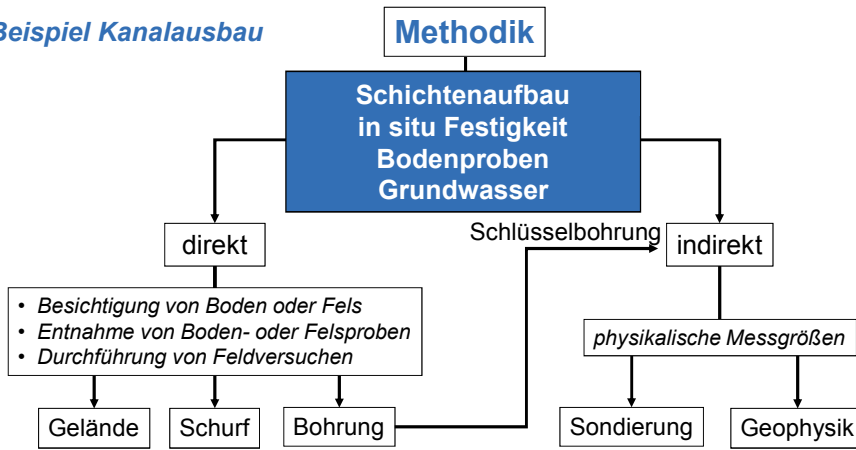 Beispiel Kanalausbau
Methodik
Schichtenaufbau
in situ Festigkeit
Bodenproben
Grundwasser
direkt
Schlüsselbohrung
indirekt
• Besichtigung von Boden oder Fels
• Entnahme von Boden- oder Felsproben
• Durchführung von Feldversuchen
physikalische Messgrößen
Gelände
Schurf
Bohrung
Sondierung
Geophysik